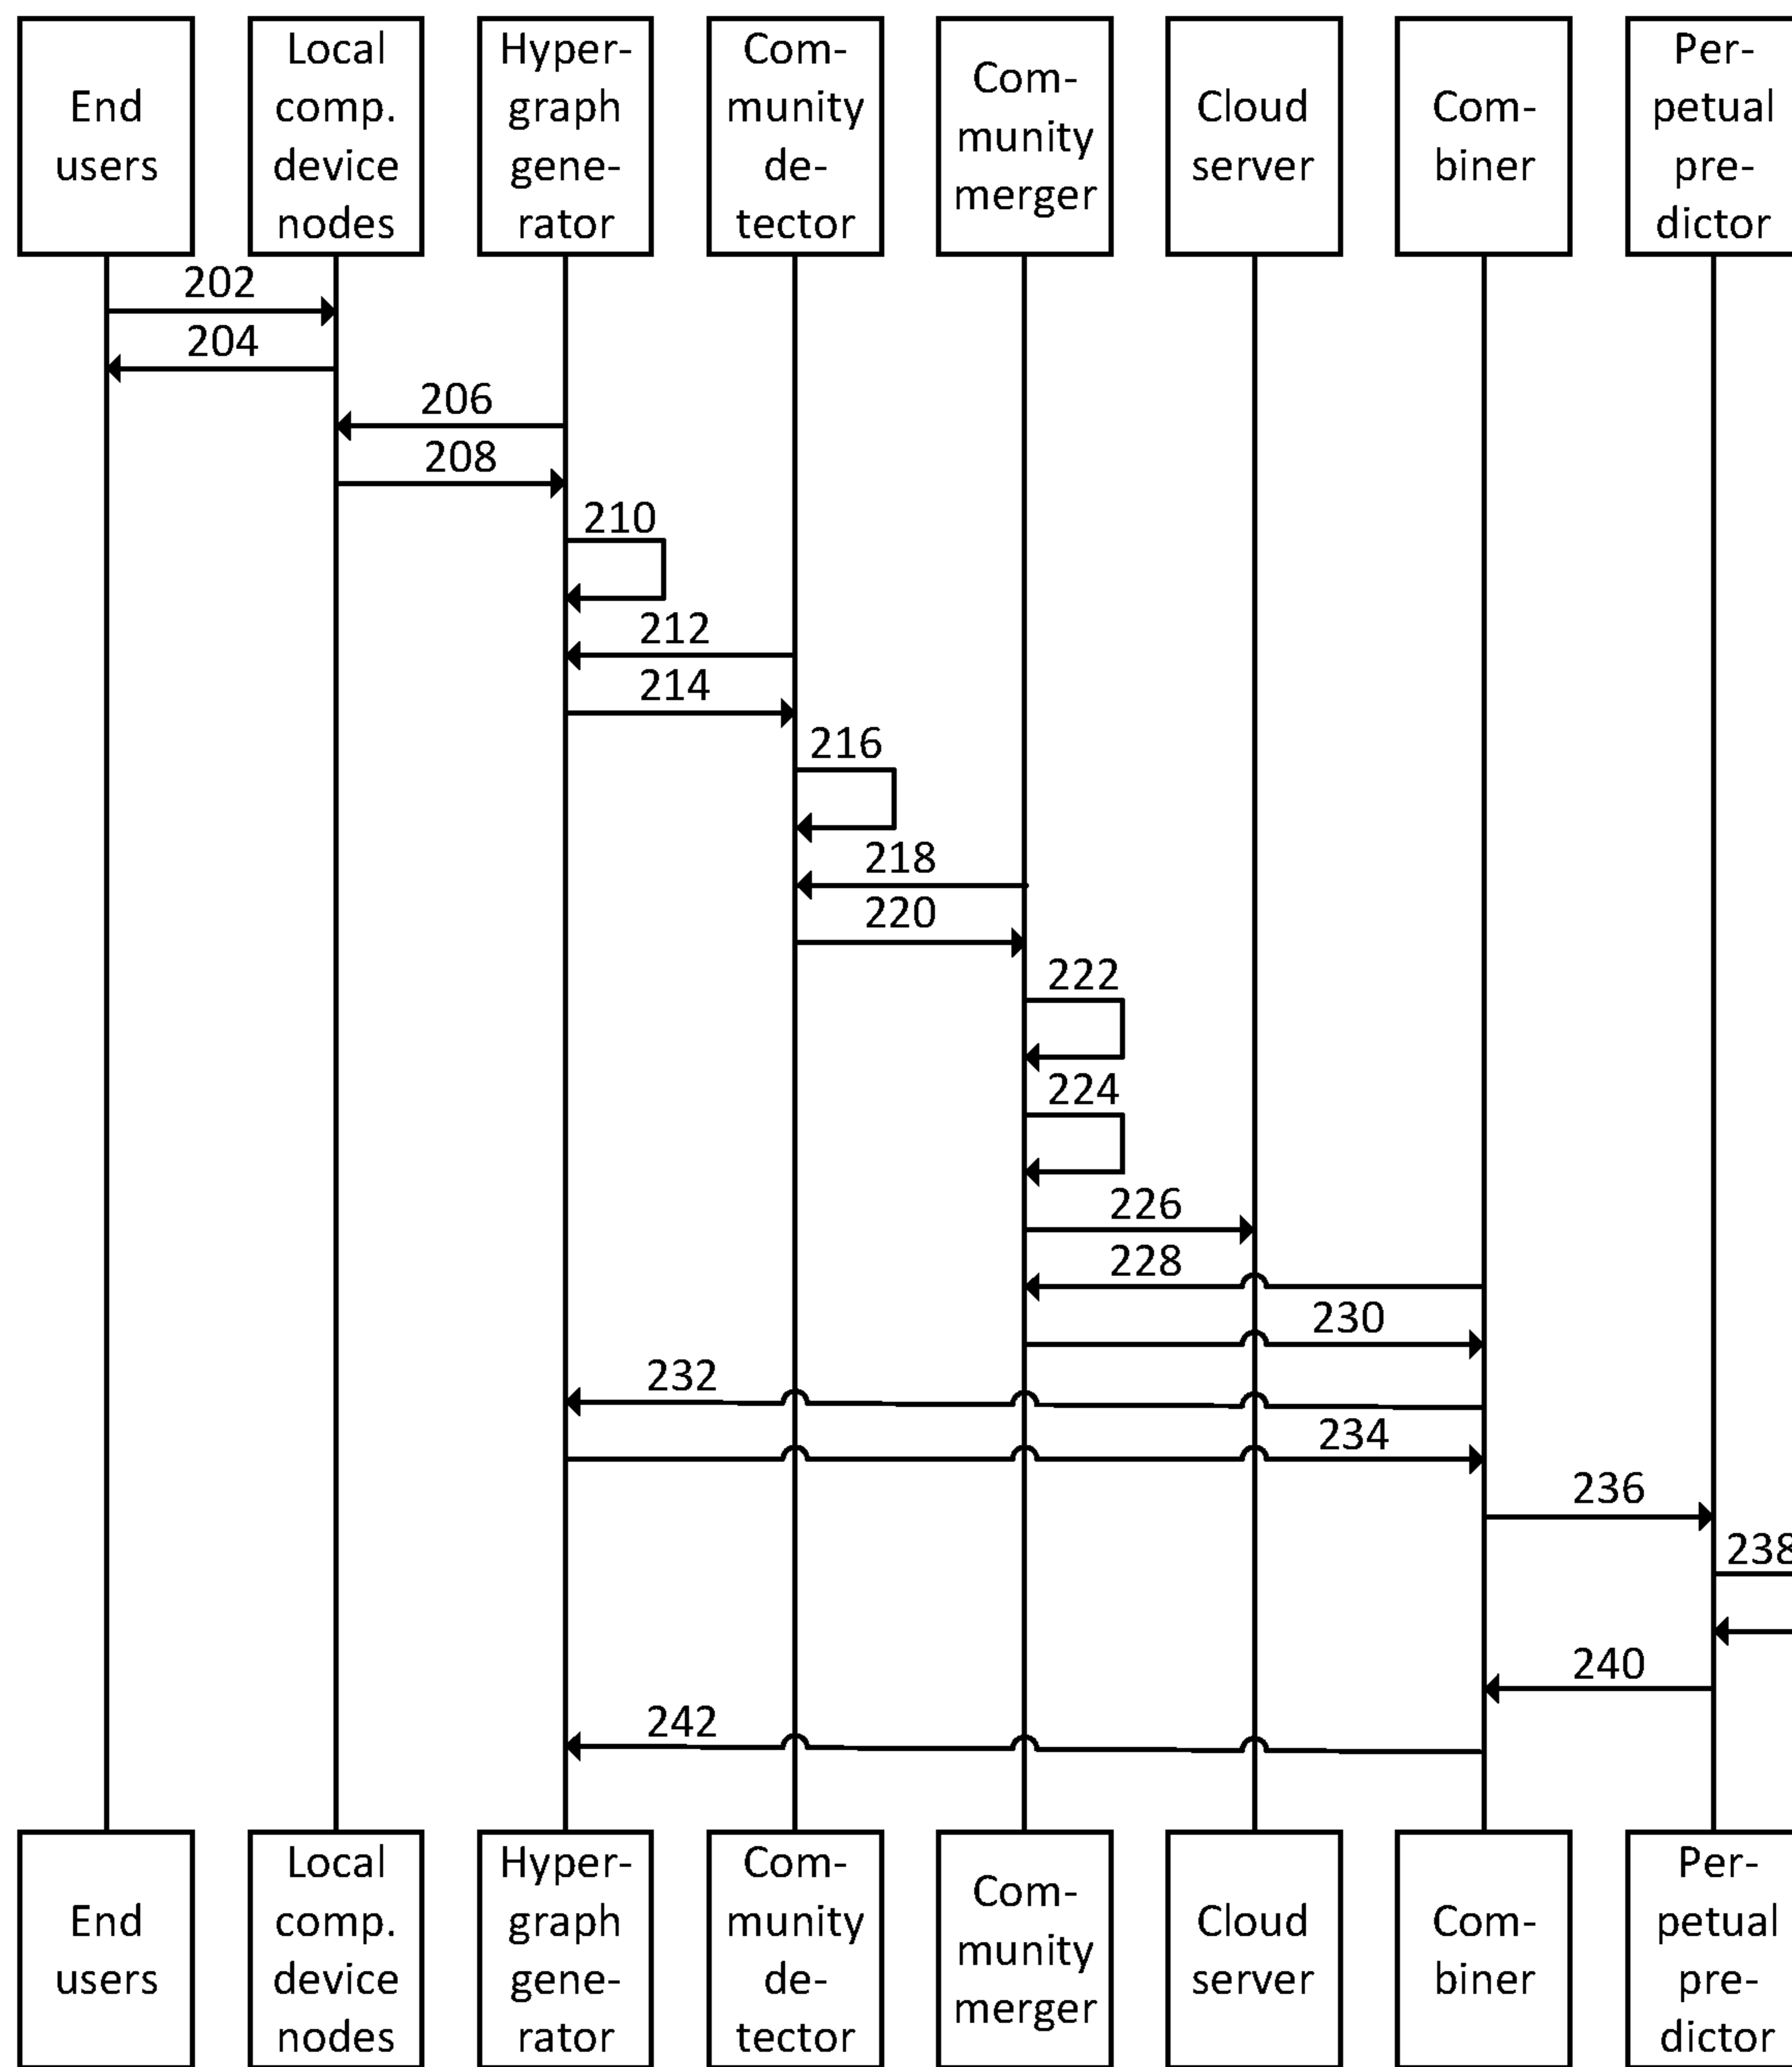 End
users
Local
comp.
device
nodes
Hyper-
graph
gene-
rator
Com-
munity
de-
tector
Com-
munity
merger
Cloud
server
Com-
biner
Per-
petual
pre-
dictor
202
204
206
208
210
212
214
216
218
220
222
224
226
228
230
232
234
236
238
240
242
End
users
Local
comp.
device
nodes
Hyper-
graph
gene-
rator
Com-
munity
de-
tector
Com-
munity
merger
Cloud
server
Com-
biner
Per-
petual
pre-
dictor